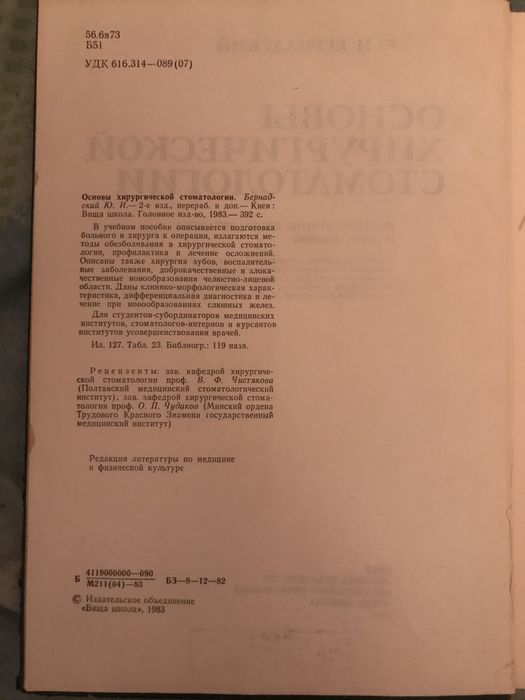 56.6я73
Б51
УДК 616.314—089(07)
Основы хирургической стоматологии. Бернад-
ский Ю. И.— 2-е изд., перераб. и доп.— Киев :
Вища школа. Головное изд-во, 1983.— 392 с.
В учебном пособии описывается подготовка
больного и хирурга к операции, излагаются ме-
тоды обезболивания в хирургической стомато-
логии, профилактика и лечение осложнений.
Описаны также хирургия зубов, воспалитель-
ные заболевания, доброкачественные и злока-
чественные новообразования челюстно-лицевой
области. Даны клинико-морфологическая харак-
теристика, дифференциальная диагностика и ле-
чение при новообразованиях слюнных желез.
Для студентов-субординаторов медицинских
институтов, стоматологов-интернов и курсантов
институтов усовершенствования врачей.
Ил. 127. Табл. 23. Библиогр.: 119 назв.
Рецензенты: зав. кафедрой хирургиче-
ской стоматологии проф. В. Ф. Чистякова
(Полтавский медицинский стоматологический
институт); зав. кафедрой хирургической стома-
тологии проф. О. П. Чудаков (Минский ордена
Трудового Красного Знамени государственный
медицинский институт)
Редакция литературы по медицине
и физической культуре
Б 4119000000—090
М211(04)—83 БЗ—8—12—82
© Издательское объединение
«Вища школа», 1983